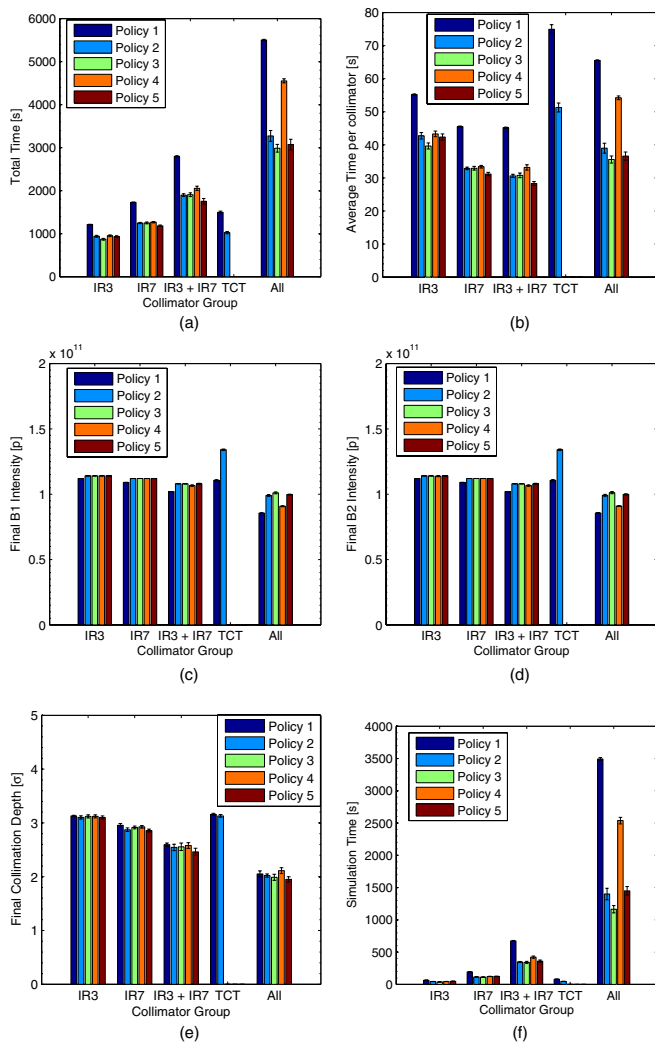 6000
5000
4000
3000
2000
1000
0
Total Time [s]
Policy 1
Policy 2
Policy 3
Policy 4
Policy 5
IR3 IR7 IR3 + IR7 TCT All
Collimator Group
(a)
80
70
60
50
40
30
20
10
0
Average Time per collimator [s]
Policy 1
Policy 2
Policy 3
Policy 4
Policy 5
IR3 IR7 IR3 + IR7 TCT All
(b)
x 10^11
2
1.5
1
0.5
0
Final B1 Intensity [p]
Policy 1
Policy 2
Policy 3
Policy 4
Policy 5
IR3 IR7 IR3 + IR7 TCT All
Collimator Group
(c)
x 10^11
2
1.5
1
0.5
0
Final B2 Intensity [p]
Policy 1
Policy 2
Policy 3
Policy 4
Policy 5
IR3 IR7 IR3 + IR7 TCT All
Collimator Group
(d)
5
4
3
2
1
0
Final Collimation Depth [σ]
Policy 1
Policy 2
Policy 3
Policy 4
Policy 5
IR3 IR7 IR3 + IR7 TCT All
Collimator Group
(e)
4000
3500
3000
2500
2000
1500
1000
500
0
Simulation Time [s]
Policy 1
Policy 2
Policy 3
Policy 4
Policy 5
IR3 IR7 IR3 + IR7 TCT All
Collimator Group
(f)